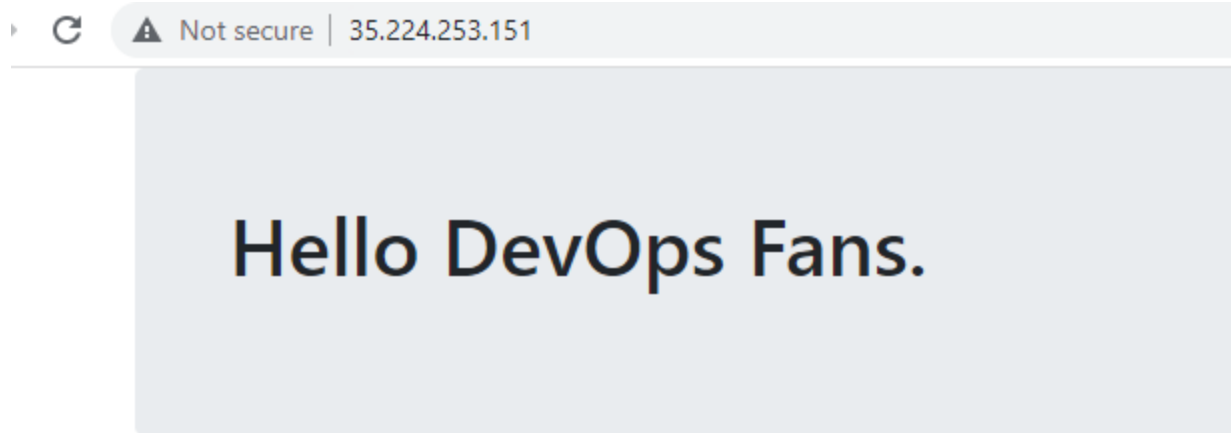 Not secure | 35.224.253.151
Hello DevOps Fans.